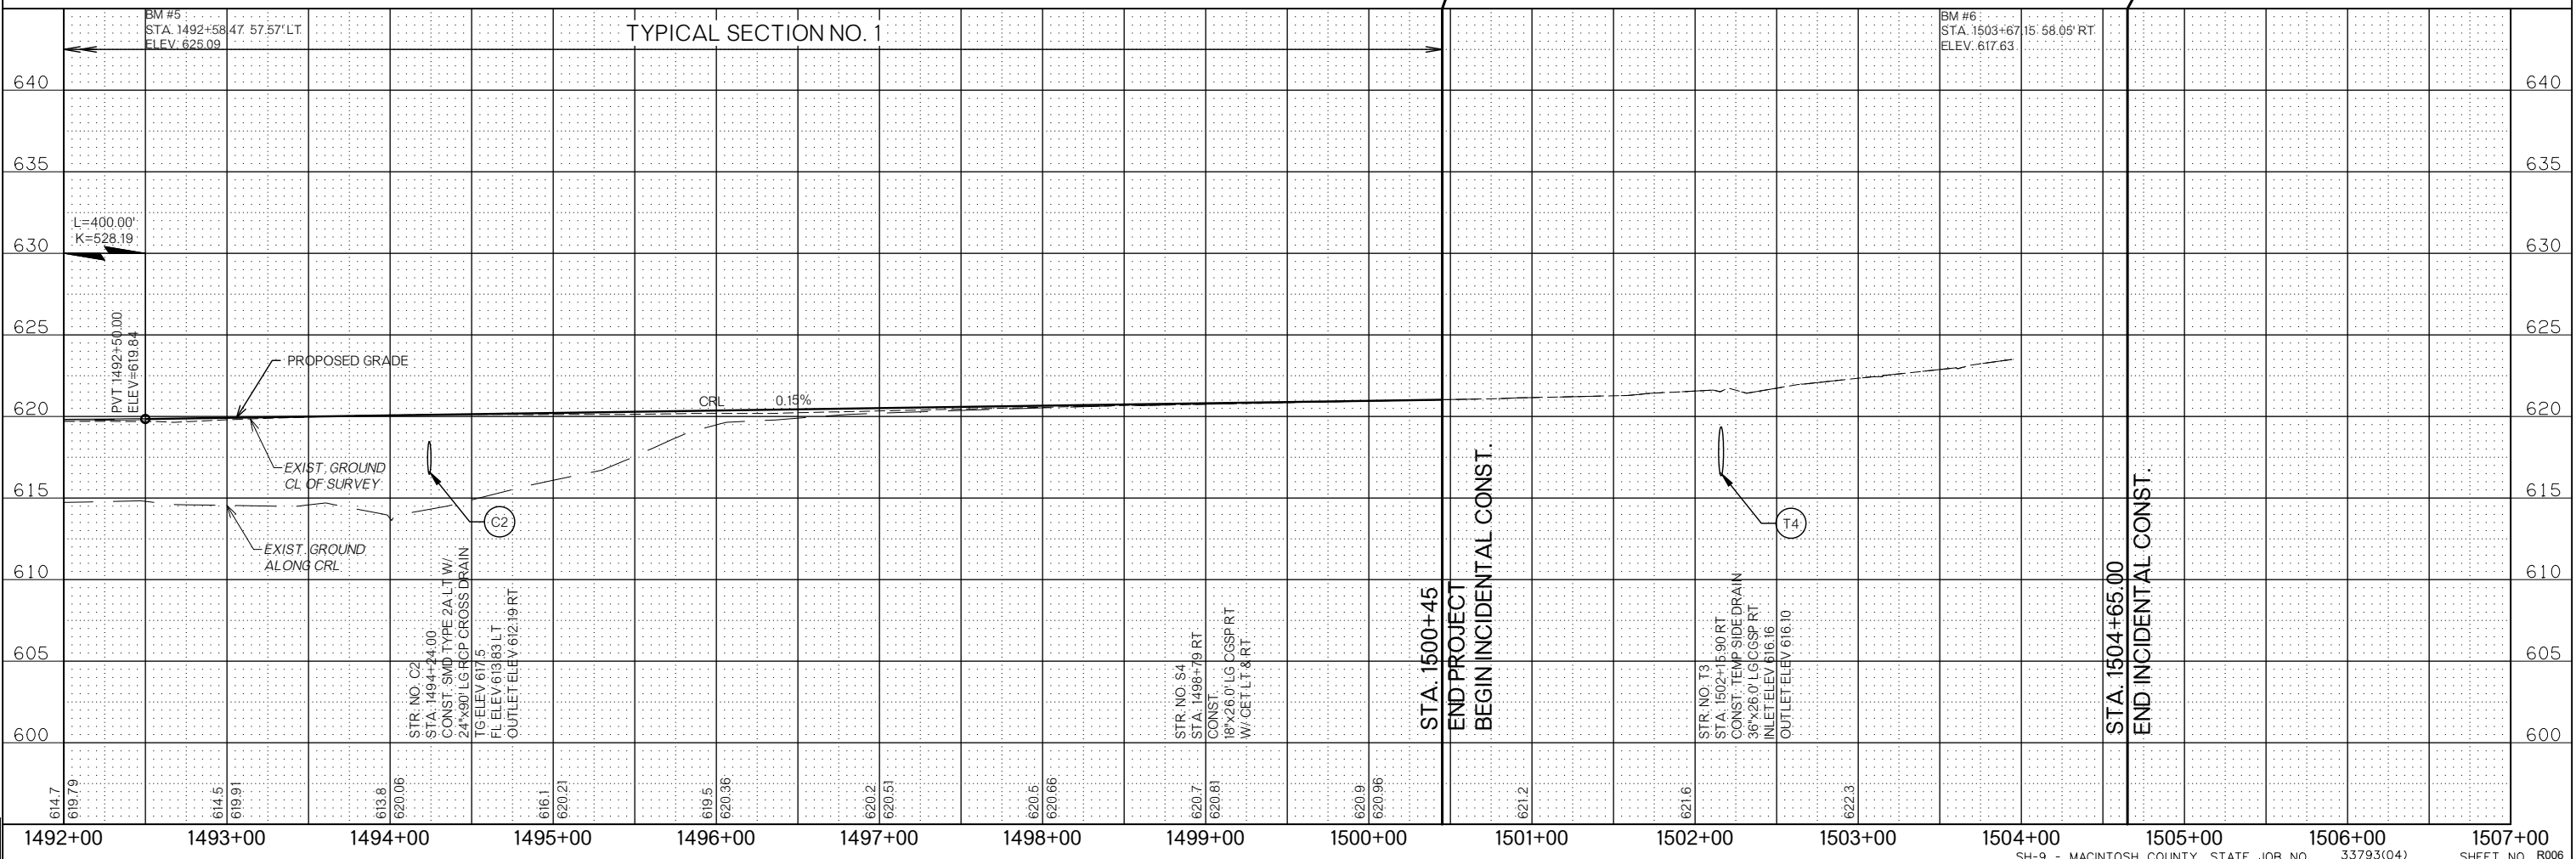 BM #5
STA. 1492+58.47 57.57' LT
ELEV. 625.09
TYPICAL SECTION NO. 1
BM #6
STA. 1503+67.15 58.05' RT
ELEV. 617.63
640 640
635 635
L=400.00'
K=528.19
630 630
625 625
PVT 1492+50.00
ELEV=619.84
PROPOSED GRADE
CRL 0.15%
620 620
EXIST. GROUND
CL OF SURVEY
615 615
C2
T4
EXIST. GROUND
ALONG CRL
610 610
605 605
600 600
STR. NO. C2
STA. 1494+24.00
CONST. SMD TYPE 2A LT W/
24"x90' LG RCP CROSS DRAIN
TG ELEV 617.5
FL ELEV 613.83 LT
OUTLET ELEV 612.19 RT
STR. NO. S4
STA. 1498+79 RT
CONST.
18"x26.0' LG CGSP RT
W/ CET LT & RT
STA. 1500+45
END PROJECT
BEGIN INCIDENTAL CONST.
STR. NO. T3
STA. 1502+15.90 RT
CONST. TEMP SIDE DRAIN
36"x26.0' LG CGSP RT
INLET ELEV 616.16
OUTLET ELEV 616.10
STA. 1504+65.00
END INCIDENTAL CONST.
614.7
619.79
614.5
619.91
613.8
620.06
616.1
620.21
619.5
620.36
620.2
620.51
620.5
620.66
620.7
620.81
620.9
620.96
621.2
621.6
622.3
1492+00 1493+00 1494+00 1495+00 1496+00 1497+00 1498+00 1499+00 1500+00 1501+00 1502+00 1503+00 1504+00 1505+00 1506+00 1507+00
SH-9 - MACINTOSH COUNTY STATE JOB NO. 33793(04) SHEET NO. R006